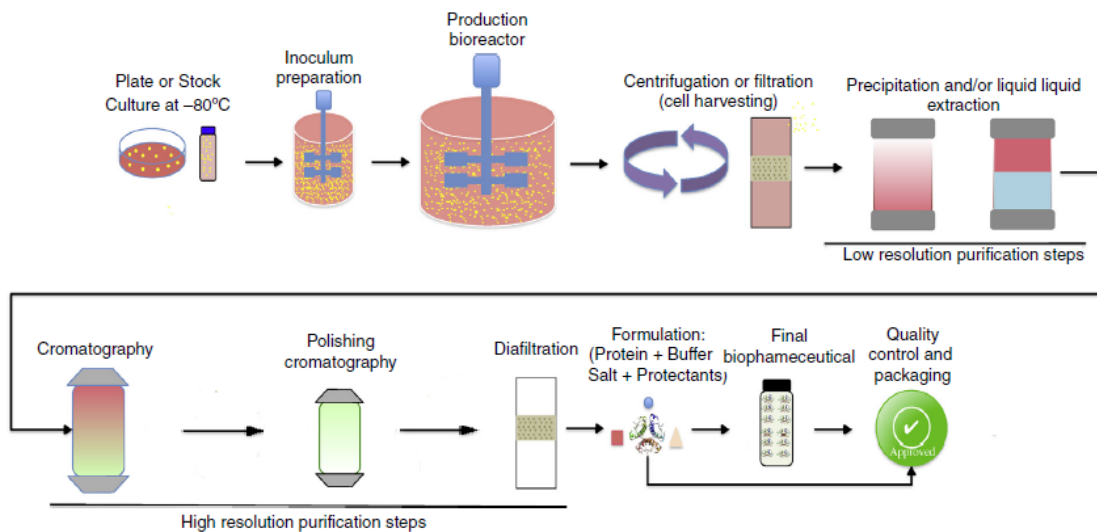 Plate or Stock
Culture at –80°C
Inoculum
preparation
Production
bioreactor
Centrifugation or filtration
(cell harvesting)
Precipitation and/or liquid liquid
extraction
Low resolution purification steps
Cromatography
Polishing
cromatography
Diafiltration
Formulation:
(Protein + Buffer
Salt + Protectants)
Final
biophameceutical
Quality
control and
packaging
Approved
High resolution purification steps